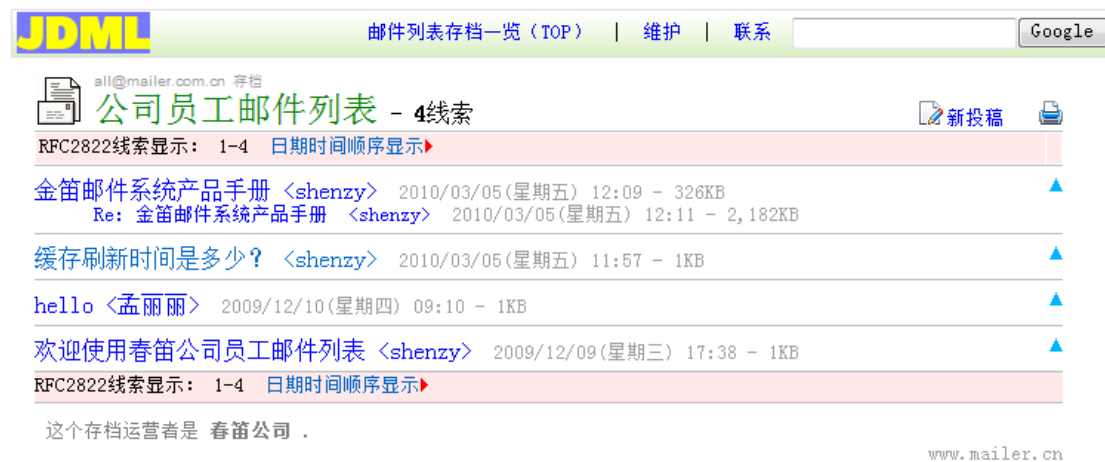 JDML 邮件列表存档一览（TOP） | 维护 | 联系 Google
all@mailer.com.cn 存档
公司员工邮件列表 - 4线索 新投稿
RFC2822线索显示： 1-4 日期时间顺序显示
金笛邮件系统产品手册 <shenzy> 2010/03/05(星期五) 12:09 - 326KB
Re: 金笛邮件系统产品手册 <shenzy> 2010/03/05(星期五) 12:11 - 2,182KB
缓存刷新时间是多少？ <shenzy> 2010/03/05(星期五) 11:57 - 1KB
hello <孟丽丽> 2009/12/10(星期四) 09:10 - 1KB
欢迎使用春笛公司员工邮件列表 <shenzy> 2009/12/09(星期三) 17:38 - 1KB
RFC2822线索显示： 1-4 日期时间顺序显示
这个存档运营者是 春笛公司 .
www.mailer.cn